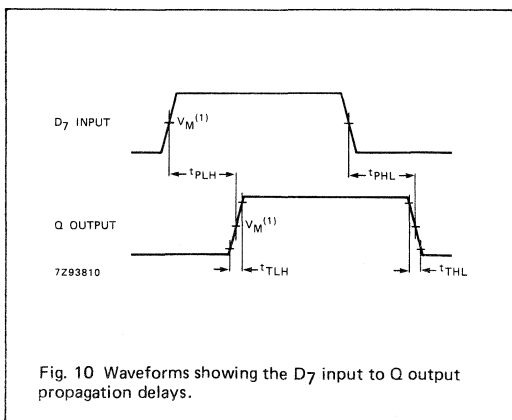 D7 INPUT
VM(1)
tPLH
tPHL
Q OUTPUT
VM(1)
7Z93810
tTLH
tTHL
Fig. 10 Waveforms showing the D7 input to Q output
propagation delays.